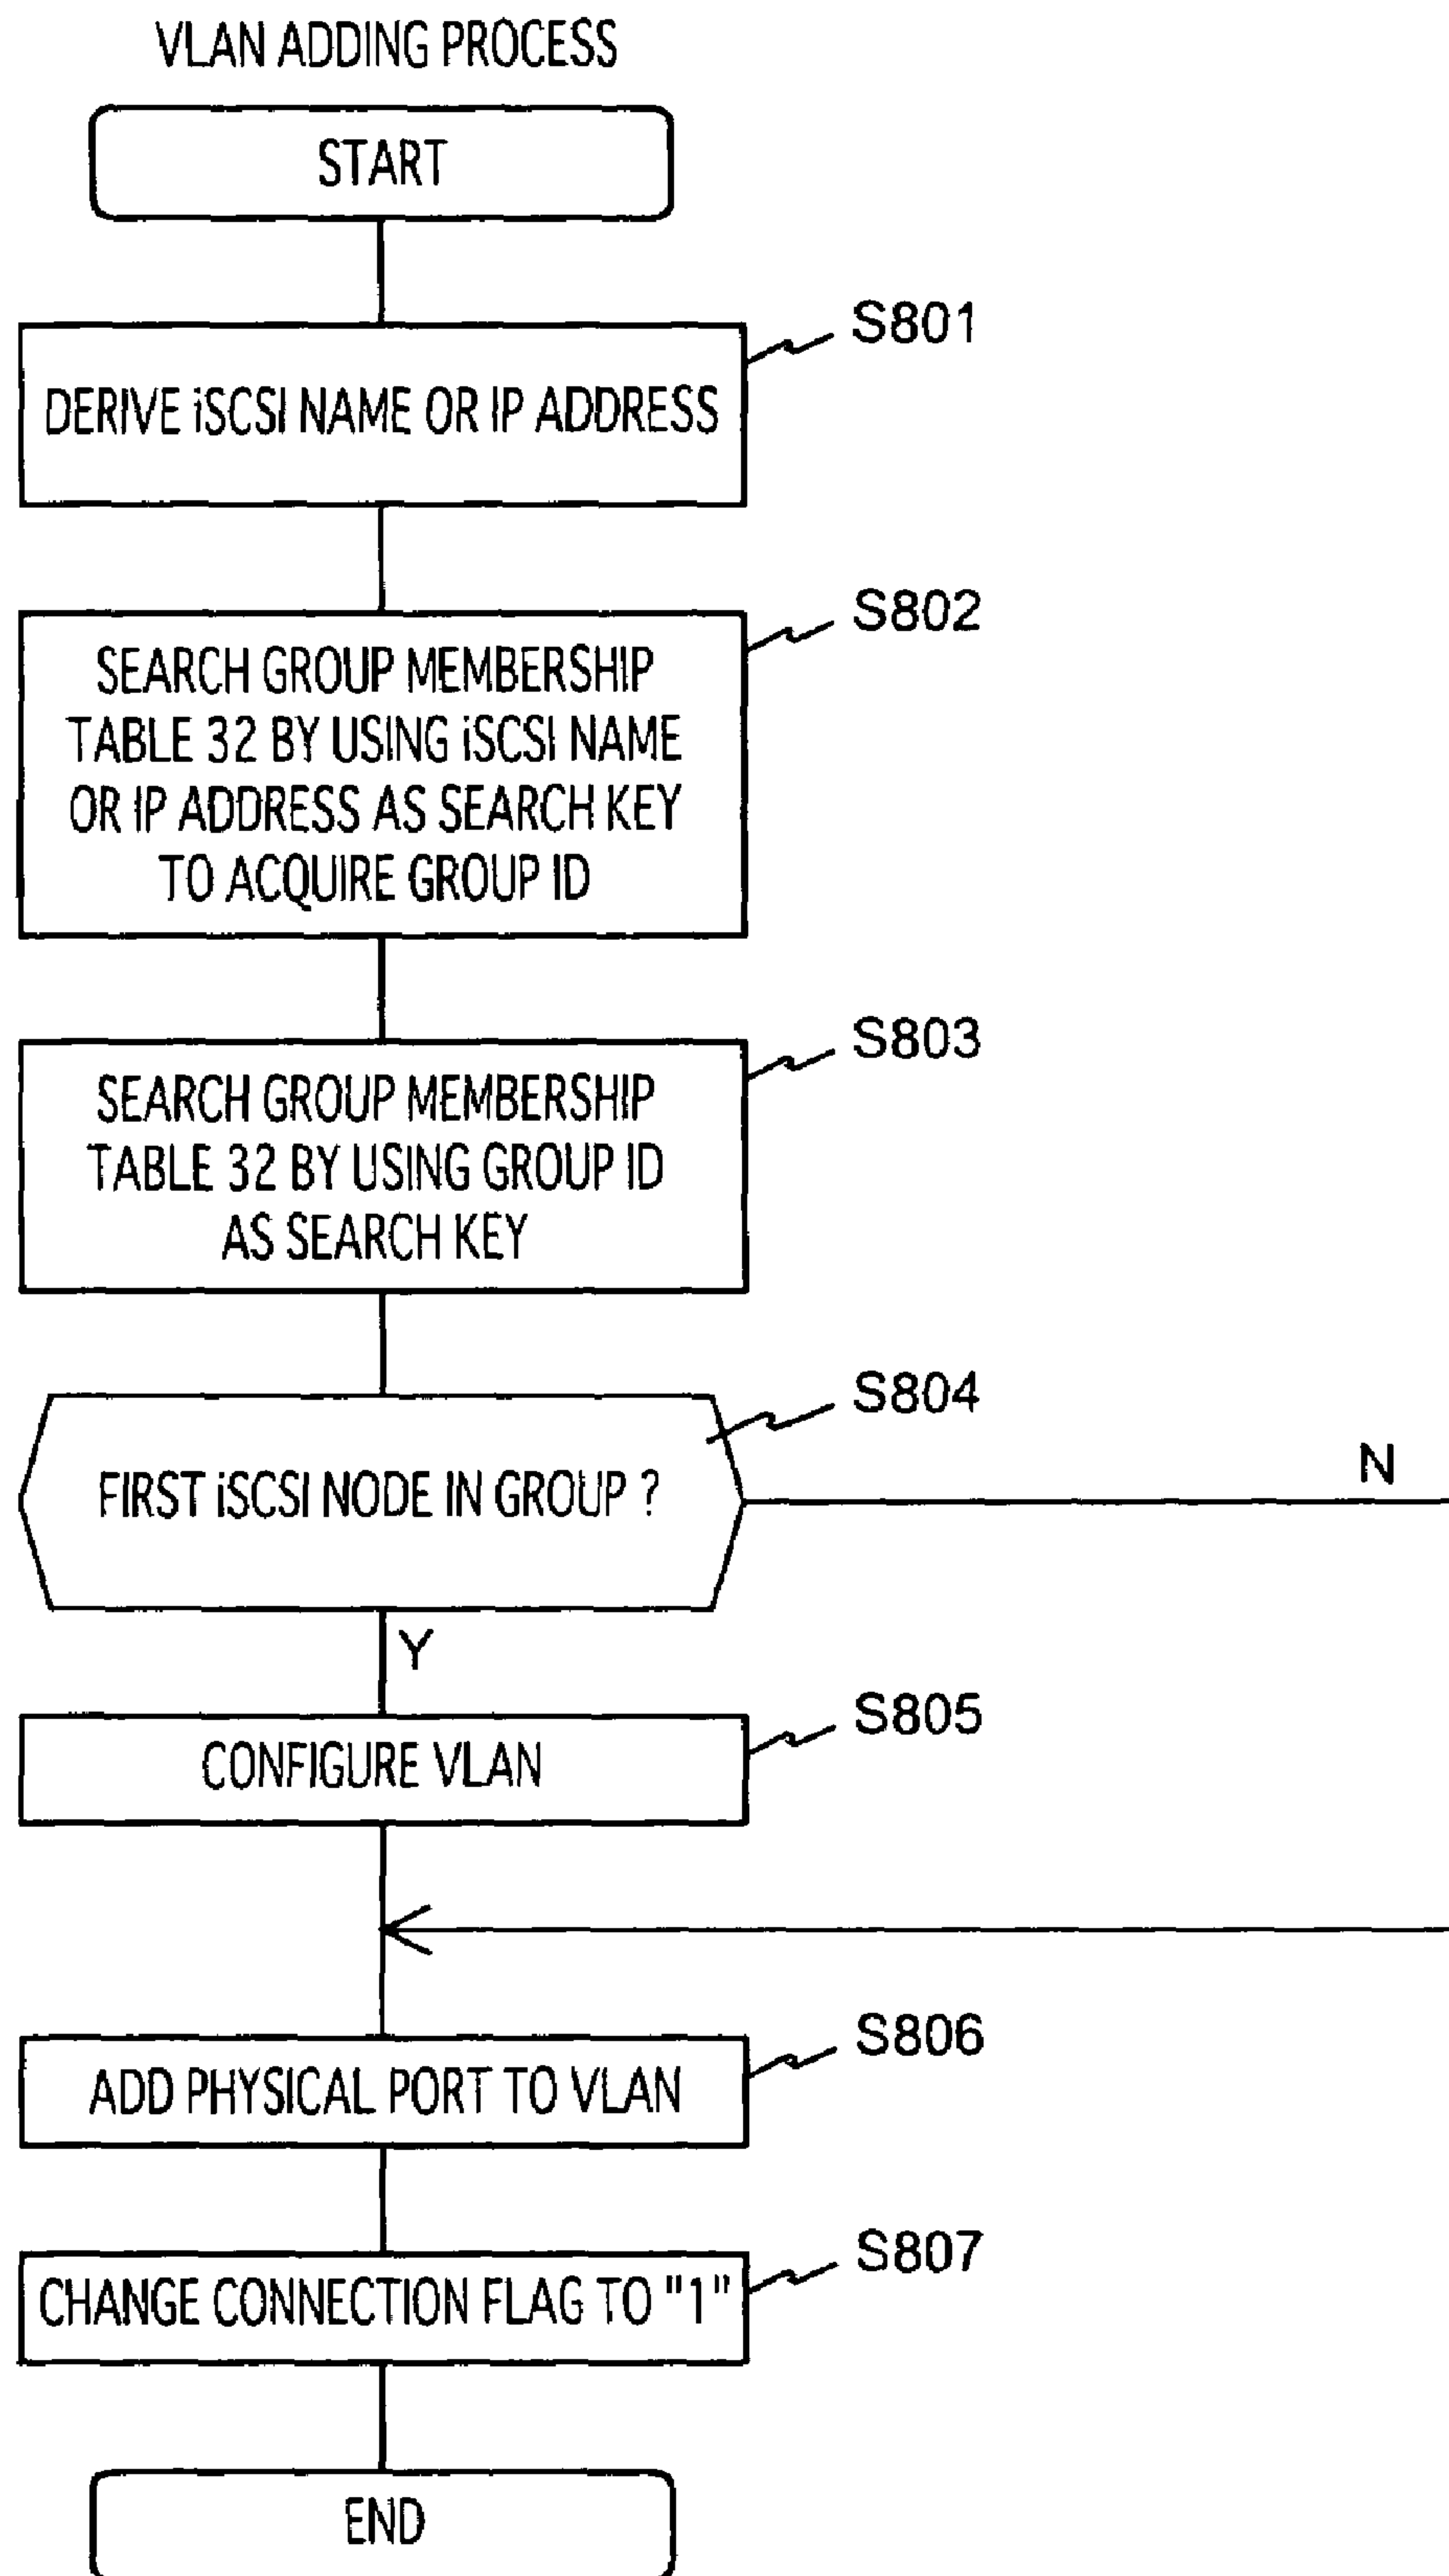 VLAN ADDING PROCESS
START
S801
DERIVE iSCSI NAME OR IP ADDRESS
S802
SEARCH GROUP MEMBERSHIP
TABLE 32 BY USING iSCSI NAME
OR IP ADDRESS AS SEARCH KEY
TO ACQUIRE GROUP ID
S803
SEARCH GROUP MEMBERSHIP
TABLE 32 BY USING GROUP ID
AS SEARCH KEY
S804
FIRST iSCSI NODE IN GROUP ?
N
Y
S805
CONFIGURE VLAN
S806
ADD PHYSICAL PORT TO VLAN
S807
CHANGE CONNECTION FLAG TO "1"
END